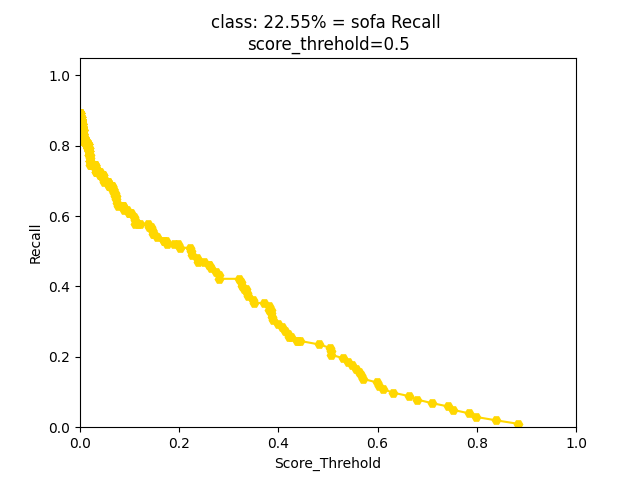 class: 22.55% = sofa Recall
score_threhold=0.5
1.0
0.8
0.6
0.4
0.2
0.0
Recall
0.0 0.2 0.4 0.6 0.8 1.0
Score_Threhold